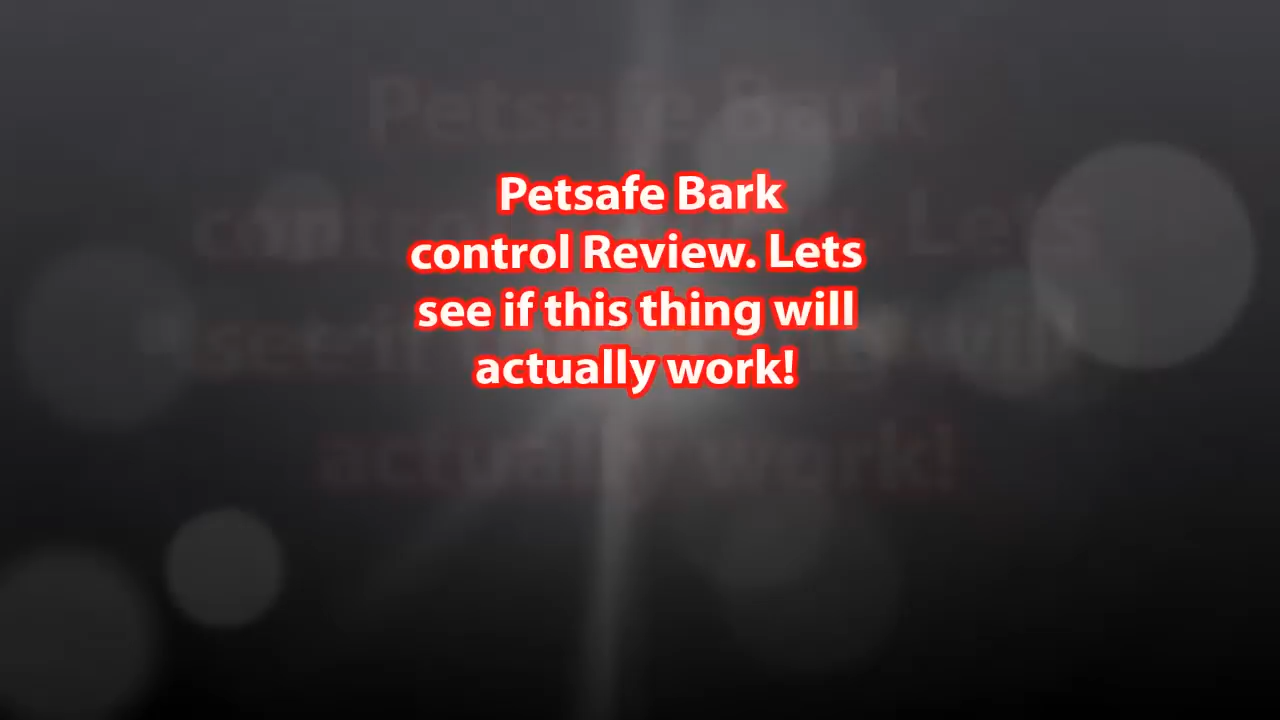 Petsafe Bark
control Review. Lets
see if this thing will
actually work!